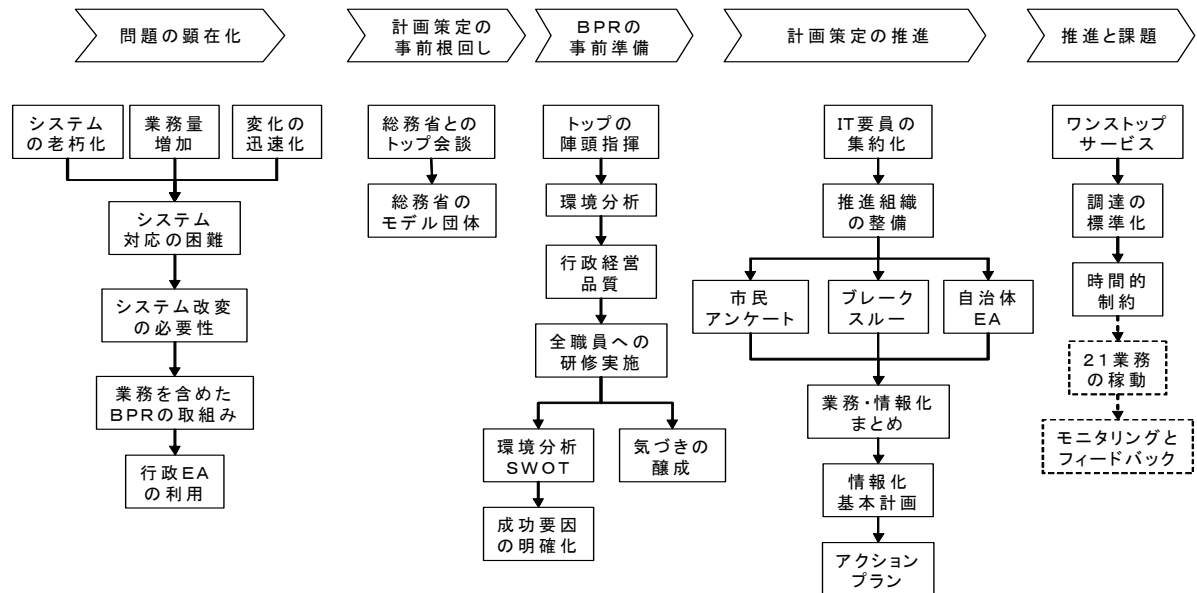 問題の顕在化
計画策定の
事前根回し
BPRの
事前準備
計画策定の推進
推進と課題
システム
の老朽化
業務量
増加
変化の
迅速化
システム
対応の困難
システム改変
の必要性
業務を含めた
BPRの取組み
行政EA
の利用
総務省との
トップ会談
総務省の
モデル団体
トップの
陣頭指揮
環境分析
行政経営
品質
全職員への
研修実施
環境分析
SWOT
気づきの
醸成
成功要因
の明確化
IT要員の
集約化
推進組織
の整備
市民
アンケート
ブレーク
スルー
自治体
EA
業務・情報化
まとめ
情報化
基本計画
アクション
プラン
ワンストップ
サービス
調達の
標準化
時間的
制約
21業務
の稼動
モニタリングと
フィードバック